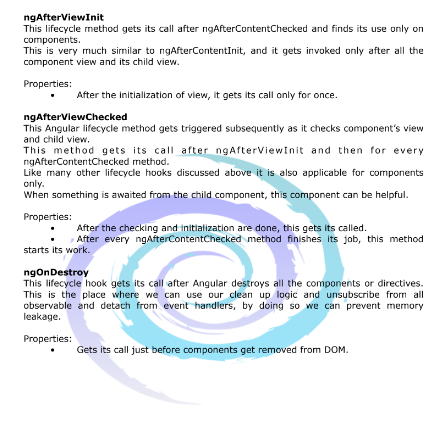 ngAfterViewInit
This lifecycle method gets its call after ngAfterContentChecked and finds its use only on
components.
This is very much similar to ngAfterContentInit, and it gets invoked only after all the
component view and its child view.
Properties:
• After the initialization of view, it gets its call only for once.
ngAfterViewChecked
This Angular lifecycle method gets triggered subsequently as it checks component's view
and child view.
This method gets its call after ngAfterViewInit and then for every
ngAfterContentChecked method.
Like many other lifecycle hooks discussed above it is also applicable for components
only.
When something is awaited from the child component, this component can be helpful.
Properties:
• After the checking and initialization are done, this gets its called.
• After every ngAfterContentChecked method finishes its job, this method
starts its work.
ngOnDestroy
This lifecycle hook gets its call after Angular destroys all the components or directives.
This is the place where we can use our clean up logic and unsubscribe from all
observable and detach from event handlers, by doing so we can prevent memory
leakage.
Properties:
• Gets its call just before components get removed from DOM.